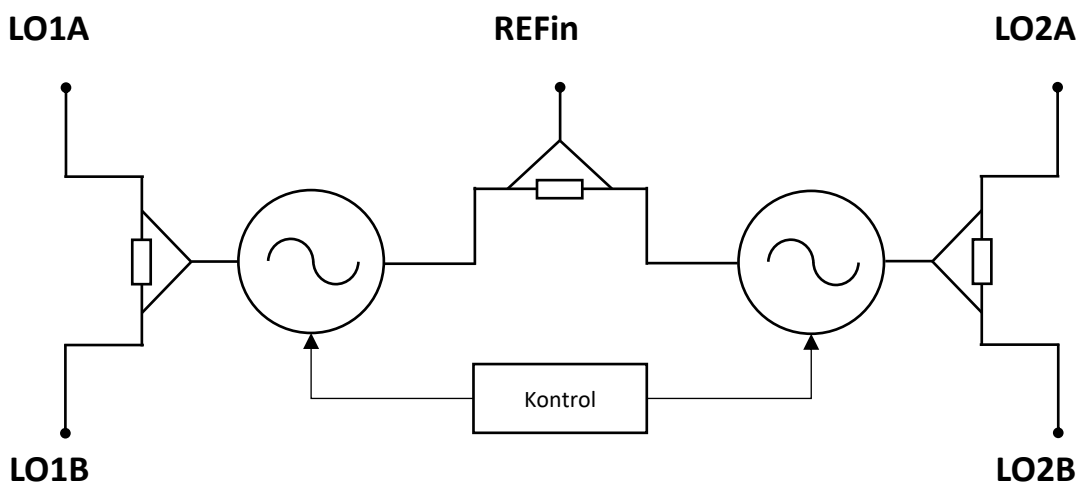 LO1A
REFin
LO2A
Kontrol
LO1B
LO2B